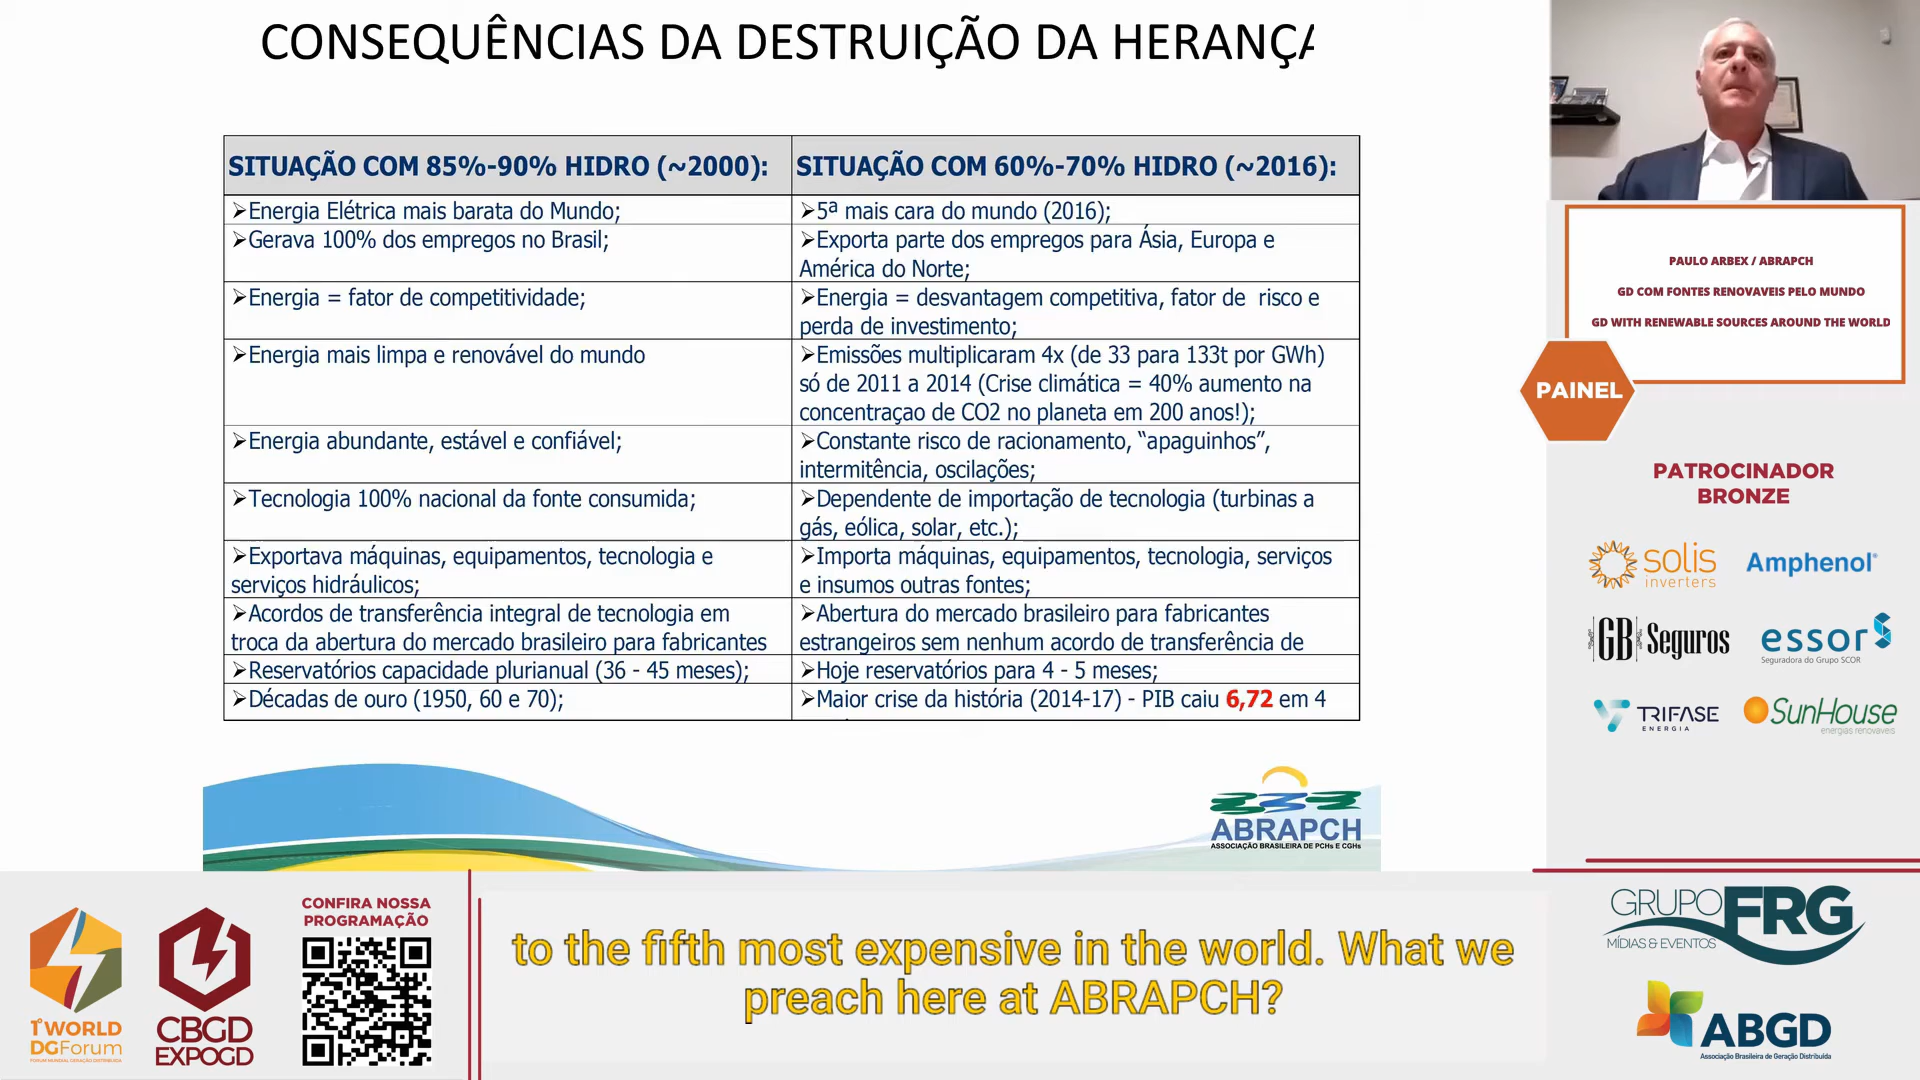 CONSEQUÊNCIAS DA DESTRUIÇÃO DA HERANÇA
SITUAÇÃO COM 85%-90% HIDRO (~2000):
SITUAÇÃO COM 60%-70% HIDRO (~2016):
➢Energia Elétrica mais barata do Mundo;
➢5ª mais cara do mundo (2016);
➢Gerava 100% dos empregos no Brasil;
➢Exporta parte dos empregos para Ásia, Europa e
América do Norte;
➢Energia = fator de competitividade;
➢Energia = desvantagem competitiva, fator de risco e
perda de investimento;
➢Energia mais limpa e renovável do mundo
➢Emissões multiplicaram 4x (de 33 para 133t por GWh)
só de 2011 a 2014 (Crise climática = 40% aumento na
concentraçao de CO2 no planeta em 200 anos!);
➢Energia abundante, estável e confiável;
➢Constante risco de racionamento, “apaguinhos”,
intermitência, oscilações;
➢Tecnologia 100% nacional da fonte consumida;
➢Dependente de importação de tecnologia (turbinas a
gás, eólica, solar, etc.);
➢Exportava máquinas, equipamentos, tecnologia e
serviços hidráulicos;
➢Importa máquinas, equipamentos, tecnologia, serviços
e insumos outras fontes;
➢Acordos de transferência integral de tecnologia em
troca da abertura do mercado brasileiro para fabricantes
➢Abertura do mercado brasileiro para fabricantes
estrangeiros sem nenhum acordo de transferência de
➢Reservatórios capacidade plurianual (36 - 45 meses);
➢Hoje reservatórios para 4 - 5 meses;
➢Décadas de ouro (1950, 60 e 70);
➢Maior crise da história (2014-17) - PIB caiu 6,72 em 4
ABRAPCH
ASSOCIAÇÃO BRASILEIRA DE PCHs E CGHs
PAULO ARBEX / ABRAPCH
GD COM FONTES RENOVAVEIS PELO MUNDO
GD WITH RENEWABLE SOURCES AROUND THE WORLD
PAINEL
PATROCINADOR
BRONZE
solis
inverters
Amphenol
GB Seguros
essor
Seguradora do Grupo SCOR
TRIFASE
ENERGIA
SunHouse
energias renováveis
1º WORLD
DGForum
FORUM MUNDIAL GERAÇÃO DISTRIBUÍDA
CBGD
EXPOGD
CONFIRA NOSSA
PROGRAMAÇÃO
to the fifth most expensive in the world. What we
preach here at ABRAPCH?
GRUPO FRG
MÍDIAS & EVENTOS
ABGD
Associação Brasileira de Geração Distribuída